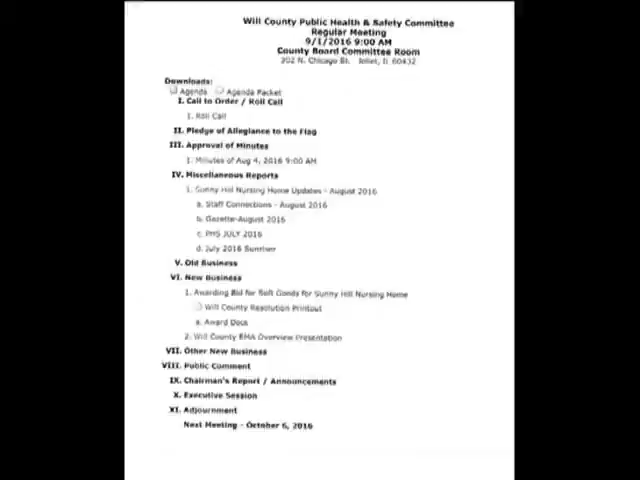 Will County Public Health & Safety Committee
Regular Meeting
9/1/2016 9:00 AM
County Board Committee Room
302 N. Chicago St. Joliet, IL 60432
Downloads:
Agenda Agenda Packet
I. Call to Order / Roll Call
1. Roll Call
II. Pledge of Allegiance to the Flag
III. Approval of Minutes
1. Minutes of Aug 4, 2016 9:00 AM
IV. Miscellaneous Reports
1. Sunny Hill Nursing Home Updates - August 2016
a. Staff Connections - August 2016
b. Gazette-August 2016
c. PHS JULY 2016
d. July 2016 Sunriser
V. Old Business
VI. New Business
1. Awarding Bid for Soft Goods for Sunny Hill Nursing Home
Will County Resolution Printout
a. Award Docs
2. Will County EMA Overview Presentation
VII. Other New Business
VIII. Public Comment
IX. Chairman's Report / Announcements
X. Executive Session
XI. Adjournment
Next Meeting - October 6, 2016